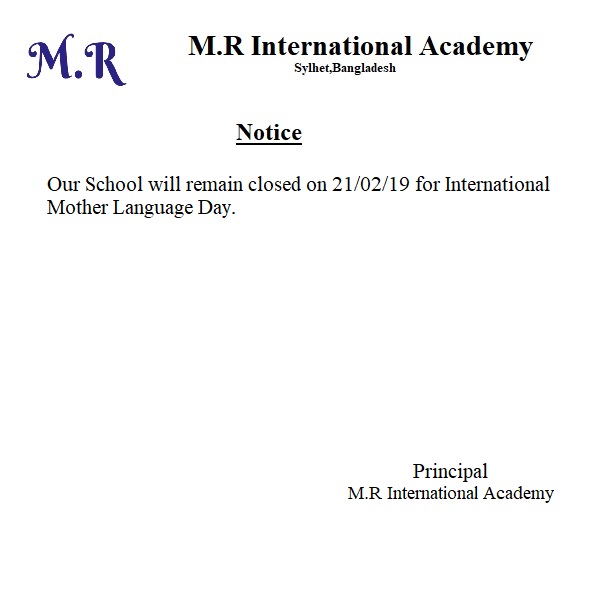 M.R
M.R International Academy
Sylhet,Bangladesh
Notice
Our School will remain closed on 21/02/19 for International
Mother Language Day.
Principal
M.R International Academy